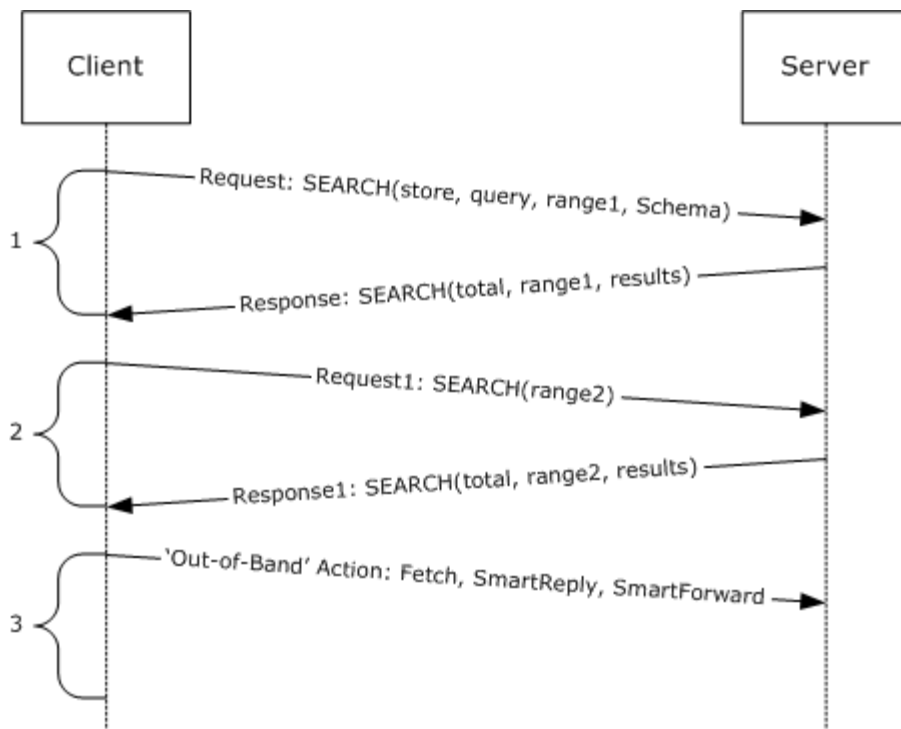 Client
Server
Request: SEARCH(store, query, range1, Schema)
1
Response: SEARCH(total, range1, results)
Request1: SEARCH(range2)
2
Response1: SEARCH(total, range2, results)
‘Out-of-Band’ Action: Fetch, SmartReply, SmartForward
3